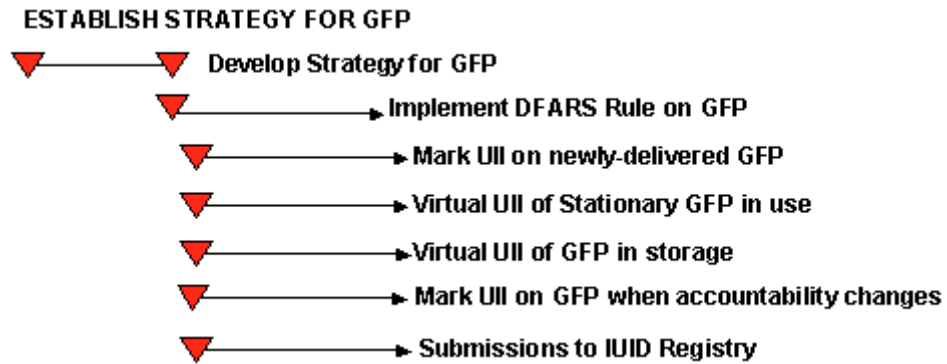 ESTABLISH STRATEGY FOR GFP
Develop Strategy for GFP
Implement DFARS Rule on GFP
Mark UII on newly-delivered GFP
Virtual UII of Stationary GFP in use
Virtual UII of GFP in storage
Mark UII on GFP when accountability changes
Submissions to IUID Registry